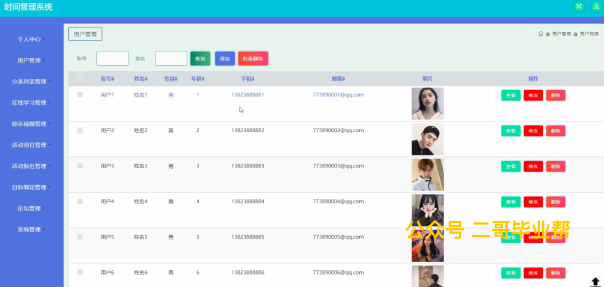 时间管理系统
个人中心
用户管理
在线学习管理
励志视频管理
活动项目管理
活动报名管理
目标制定管理
论坛管理
系统管理
用户管理
用户管理 用户列表
账号 姓名 查询 添加 批量删除
账号 姓名 性别 年龄 手机 邮箱 照片 操作
用户1 姓名1 男 1 13823888881 773890001@qq.com 查看 修改 删除
用户2 姓名2 男 2 13823888882 773890002@qq.com 查看 修改 删除
用户3 姓名3 男 3 13823888883 773890003@qq.com 查看 修改 删除
用户4 姓名4 男 4 13823888884 773890004@qq.com 查看 修改 删除
公众号 二哥毕业帮
用户5 姓名5 男 5 13823888885 773890005@qq.com 查看 修改 删除
用户6 姓名6 男 6 13823888886 773890006@qq.com 查看 修改 删除